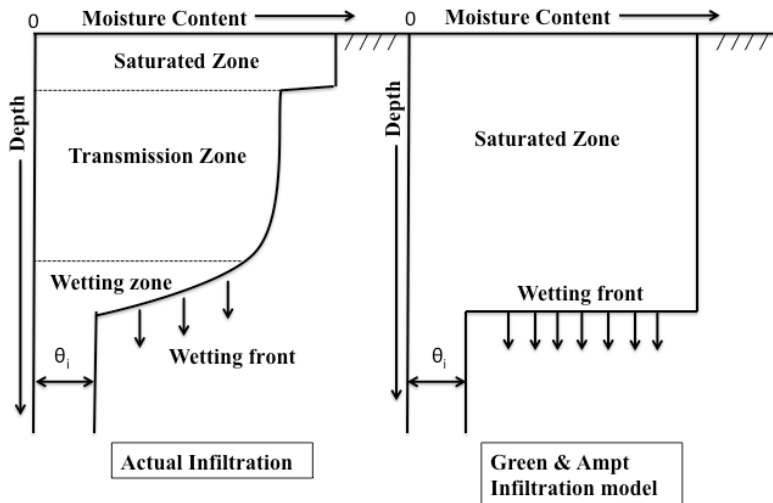 0
Moisture Content
Saturated Zone
Depth
Transmission Zone
Wetting zone
Wetting front
θi
Actual Infiltration
0
Moisture Content
Depth
Saturated Zone
Wetting front
θi
Green & Ampt
Infiltration model